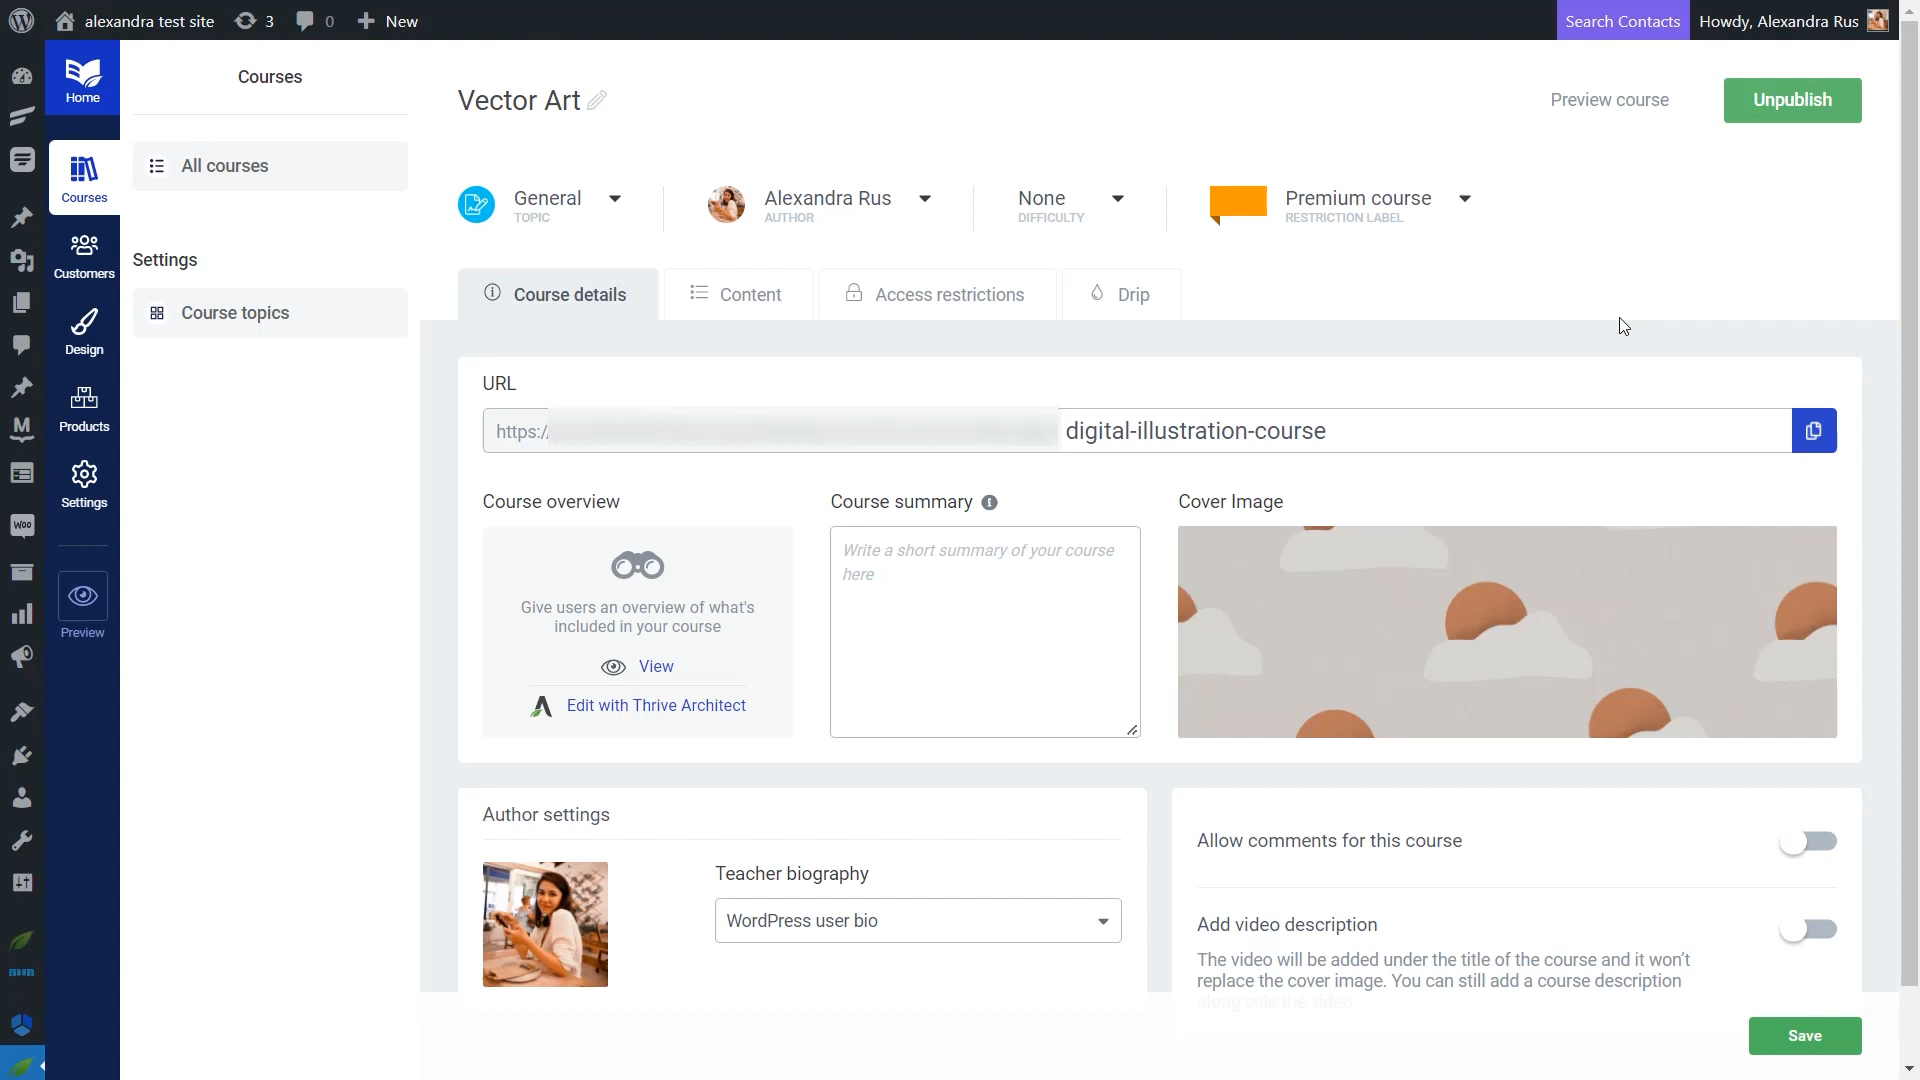 alexandra test site
3
0
New
Search Contacts
Howdy, Alexandra Rus
Home
Courses
Customers
Design
Products
Settings
Preview
M
Woo
Courses
All courses
Settings
Course topics
Vector Art
Preview course
Unpublish
General
TOPIC
Alexandra Rus
AUTHOR
None
DIFFICULTY
Premium course
RESTRICTION LABEL
Course details
Content
Access restrictions
Drip
URL
https:/
digital-illustration-course
Course overview
Give users an overview of what's
included in your course
View
Edit with Thrive Architect
Course summary
Write a short summary of your course
here
Cover Image
Author settings
Teacher biography
WordPress user bio
Allow comments for this course
Add video description
The video will be added under the title of the course and it won't
replace the cover image. You can still add a course description
along side the video
Save